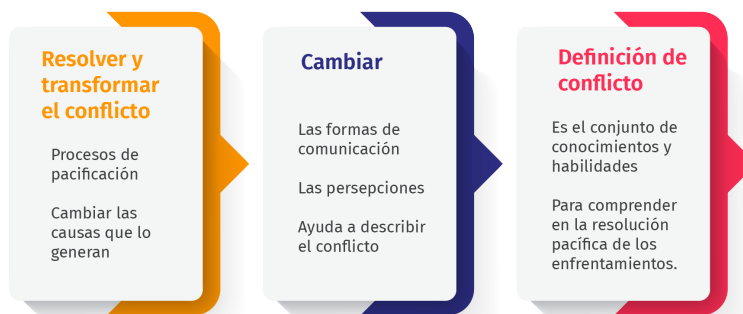 Resolver y
transformar
el conflicto
Procesos de
pacificación
Cambiar las
causas que lo
generan
Cambiar
Las formas de
comunicación
Las persepciones
Ayuda a describir
el conflicto
Definición de
conflicto
Es el conjunto de
conocimientos y
habilidades
Para comprender
en la resolución
pacífica de los
enfrentamientos.